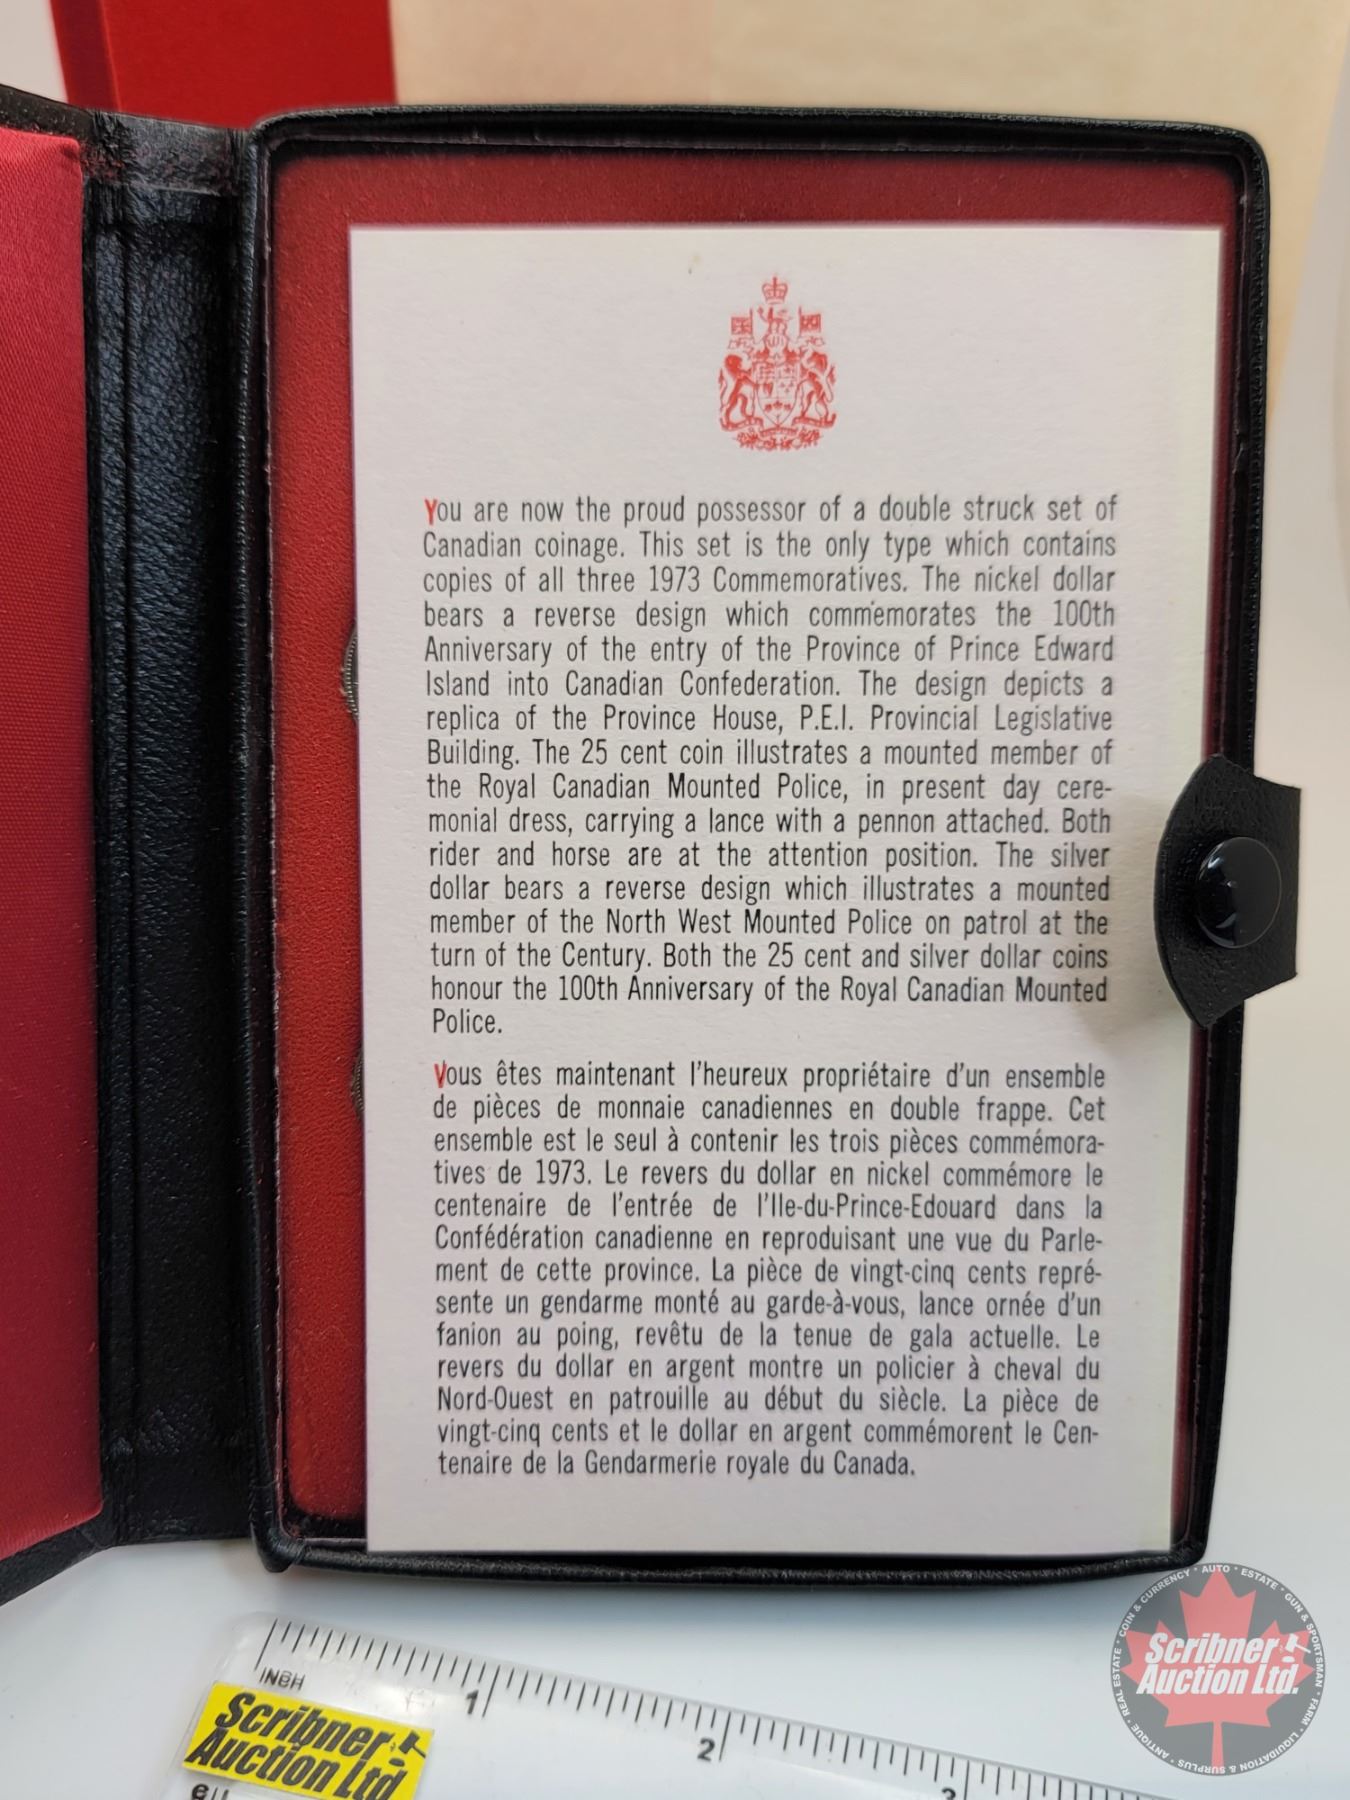 You are now the proud possessor of a double struck set of
Canadian coinage. This set is the only type which contains
copies of all three 1973 Commemoratives. The nickel dollar
bears a reverse design which commemorates the 100th
Anniversary of the entry of the Province of Prince Edward
Island into Canadian Confederation. The design depicts a
replica of the Province House, P.E.I. Provincial Legislative
Building. The 25 cent coin illustrates a mounted member of
the Royal Canadian Mounted Police, in present day cere-
monial dress, carrying a lance with a pennon attached. Both
rider and horse are at the attention position. The silver
dollar bears a reverse design which illustrates a mounted
member of the North West Mounted Police on patrol at the
turn of the Century. Both the 25 cent and silver dollar coins
honour the 100th Anniversary of the Royal Canadian Mounted
Police.
Vous êtes maintenant l'heureux propriétaire d'un ensemble
de pièces de monnaie canadiennes en double frappe. Cet
ensemble est le seul à contenir les trois pièces commémora-
tives de 1973. Le revers du dollar en nickel commémore le
centenaire de l'entrée de l'Ile-du-Prince-Edouard dans la
Confédération canadienne en reproduisant une vue du Parle-
ment de cette province. La pièce de vingt-cinq cents repré-
sente un gendarme monté au garde-à-vous, lance ornée d'un
fanion au poing, revêtu de la tenue de gala actuelle. Le
revers du dollar en argent montre un policier à cheval du
Nord-Ouest en patrouille au début du siècle. La pièce de
vingt-cinq cents et le dollar en argent commémorent le Cen-
tenaire de la Gendarmerie royale du Canada.
INCH
1
2
3
Scribner
Auction Ltd
COIN & CURRENCY • AUTO • ESTATE • GUN & SPORTSMAN • FARM • LIQUIDATION & SURPLUS • ANTIQUE • REAL ESTATE •
Scribner
Auction Ltd.